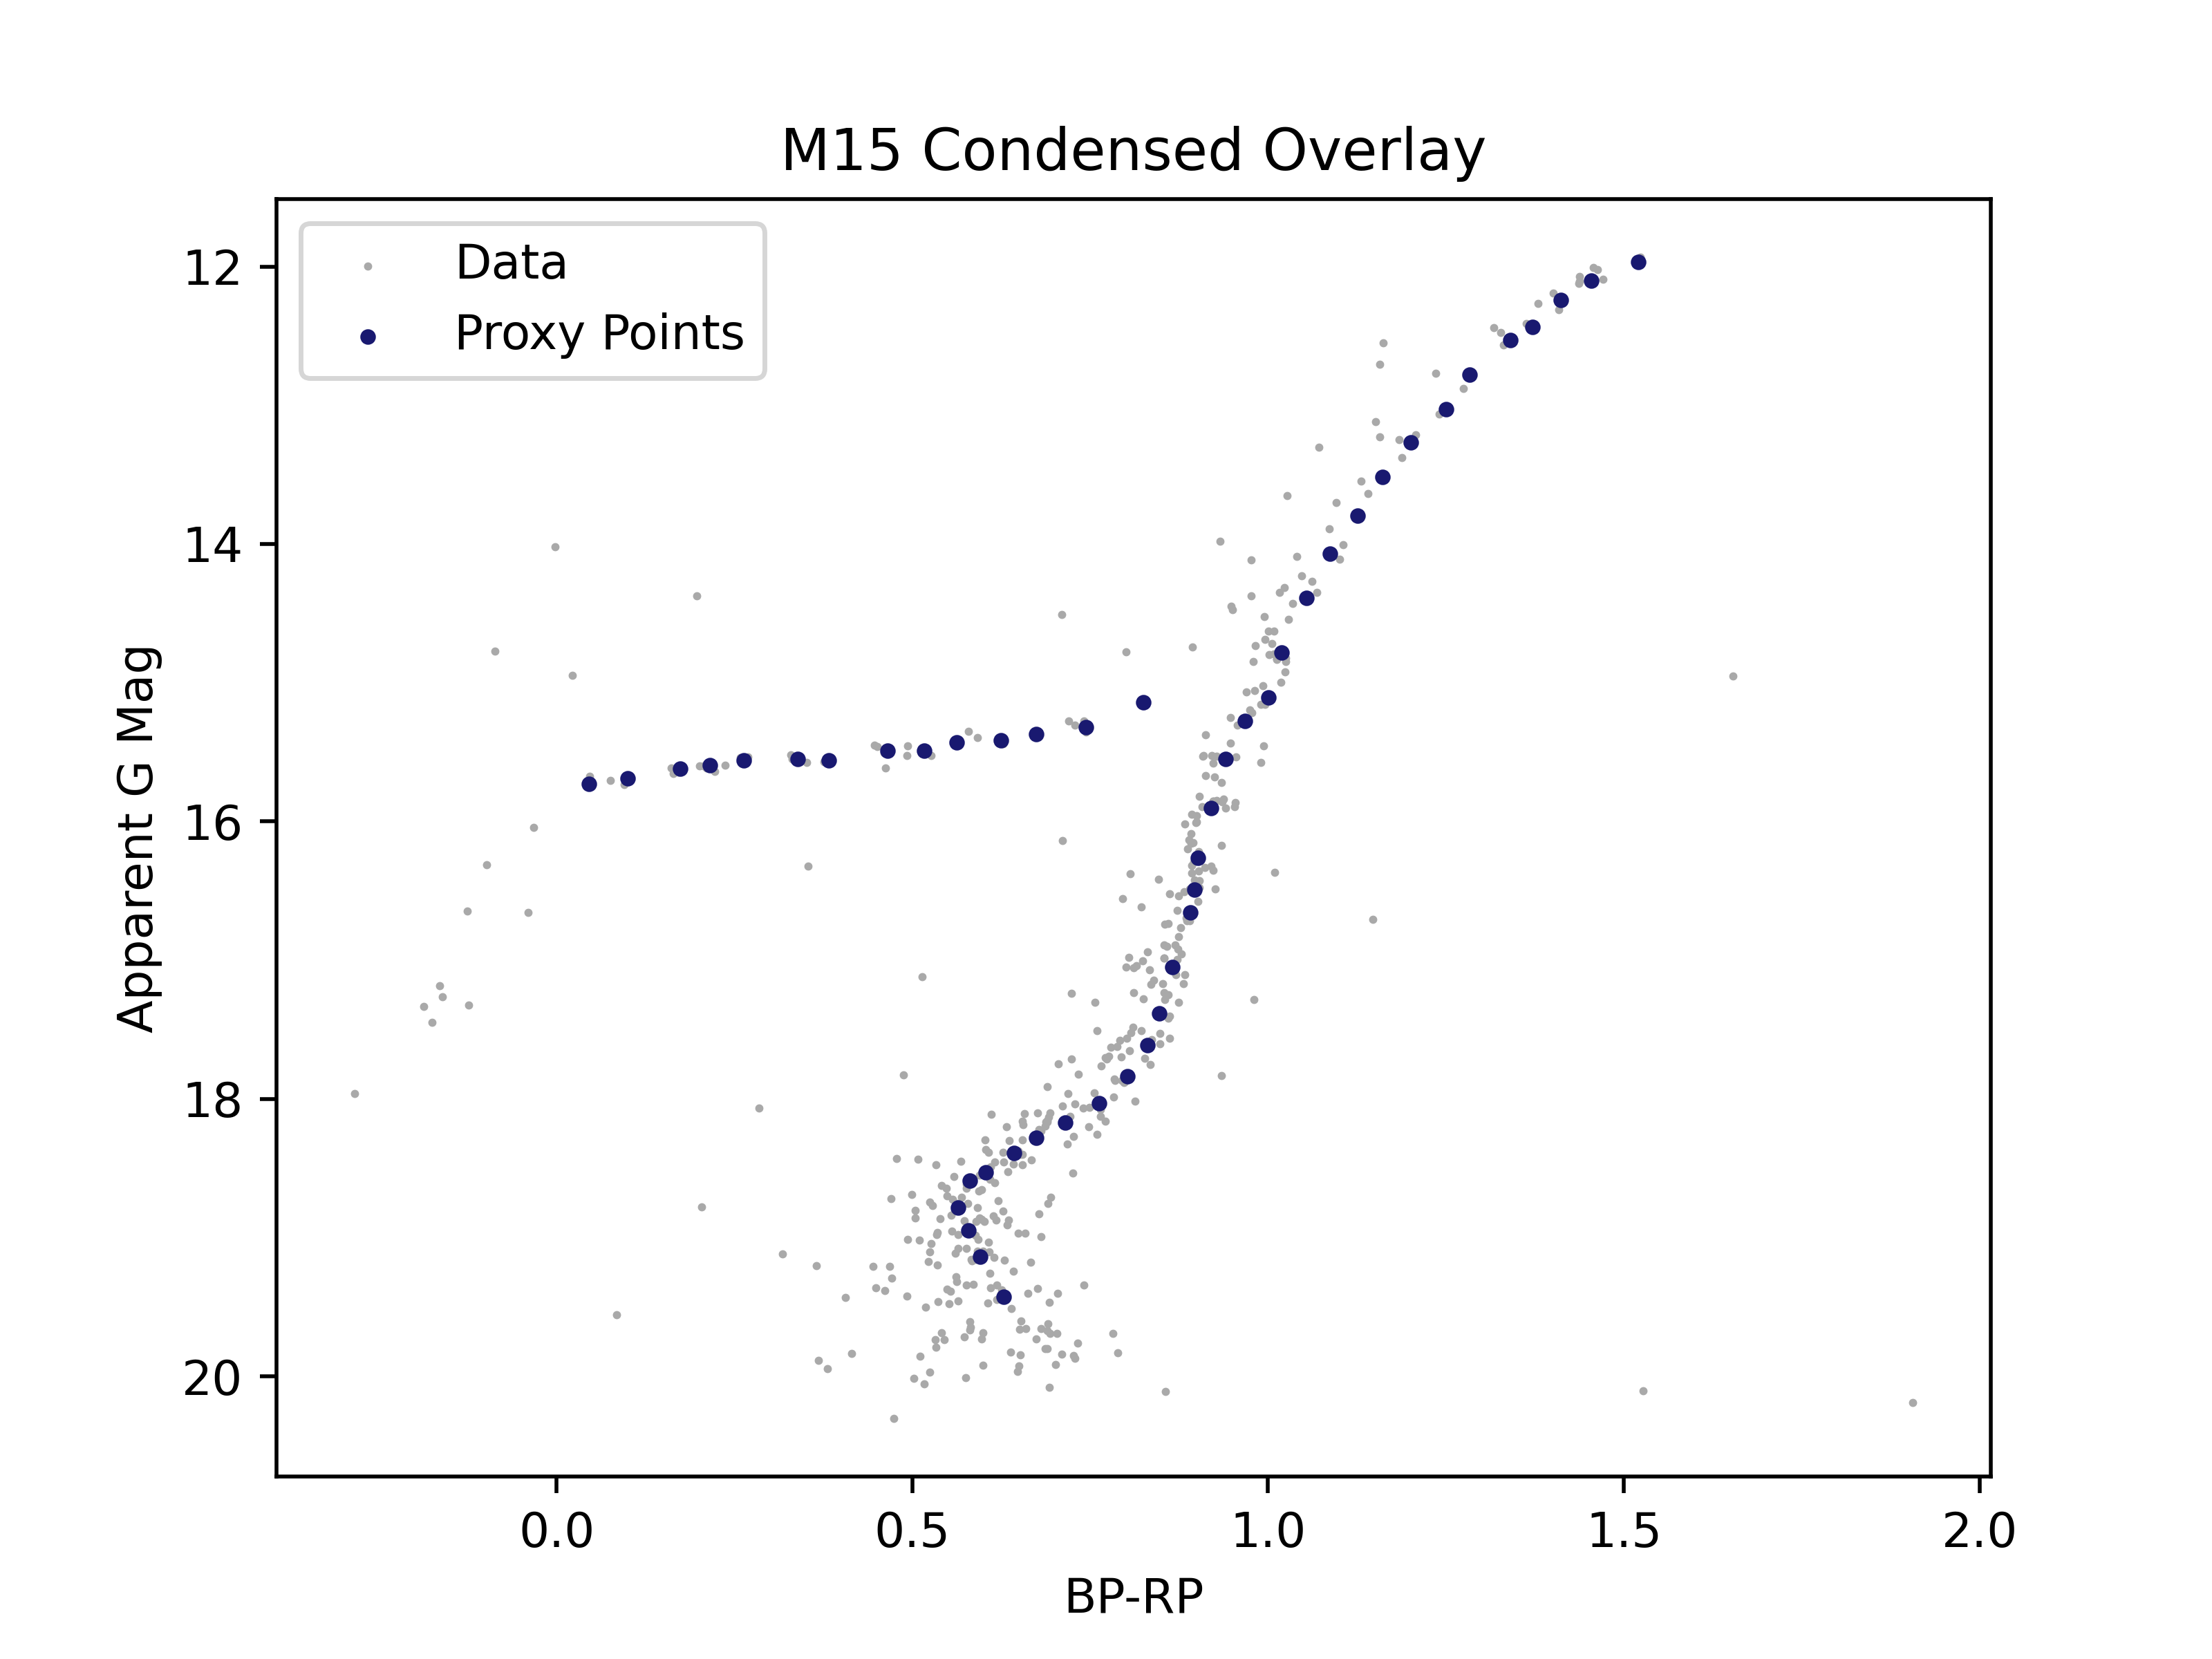 M15 Condensed Overlay
Data
Proxy Points
12
14
16
18
20
Apparent G Mag
0.0 0.5 1.0 1.5 2.0
BP-RP